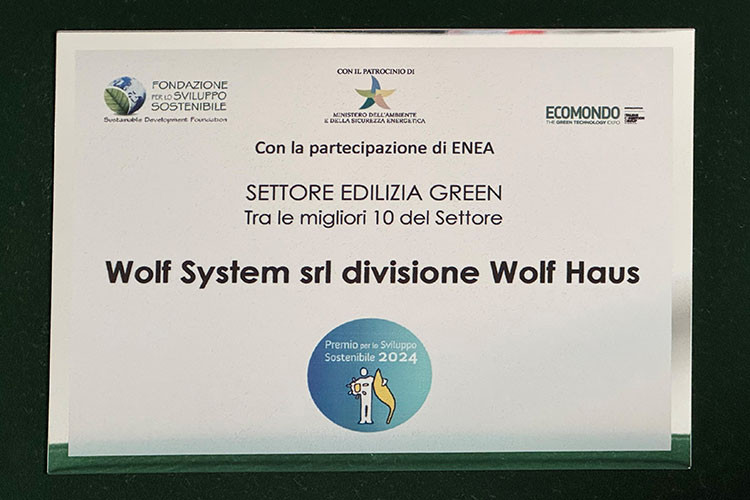 FONDAZIONE
PER LO SVILUPPO
SOSTENIBILE
Sustainable Development Foundation
CON IL PATROCINIO DI
MINISTERO DELL'AMBIENTE
E DELLA SICUREZZA ENERGETICA
ECOMONDO
THE GREEN TECHNOLOGY EXPO
Con la partecipazione di ENEA
SETTORE EDILIZIA GREEN
Tra le migliori 10 del Settore
Wolf System srl divisione Wolf Haus
Premio per lo Sviluppo
Sostenibile 2024